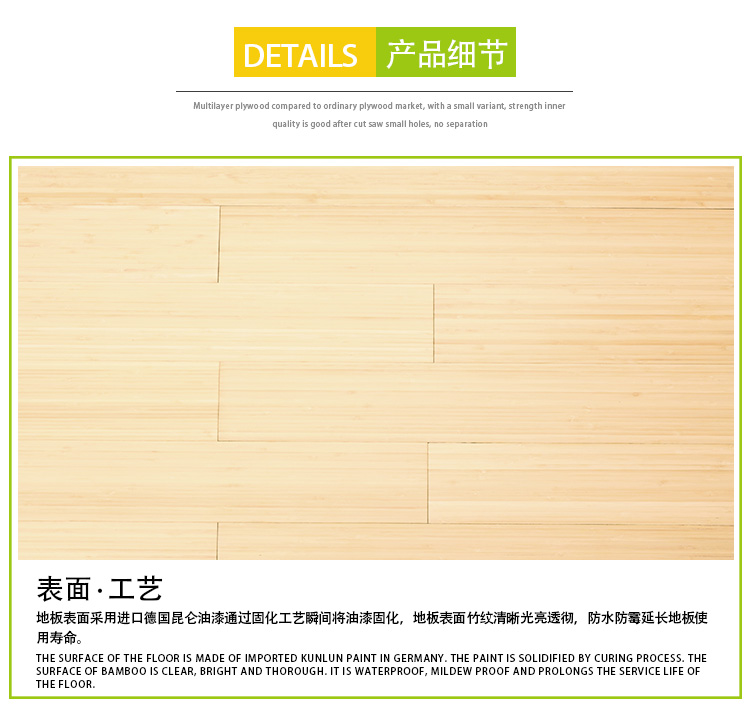 DETAILS 产品细节
Multilayer plywood compared to ordinary plywood market, with a small variant, strength inner
quality is good after cut saw small holes, no separation
表面·工艺
地板表面采用进口德国昆仑油漆通过固化工艺瞬间将油漆固化，地板表面竹纹清晰光亮透彻，防水防霉延长地板使
用寿命。
THE SURFACE OF THE FLOOR IS MADE OF IMPORTED KUNLUN PAINT IN GERMANY. THE PAINT IS SOLIDIFIED BY CURING PROCESS. THE
SURFACE OF BAMBOO IS CLEAR, BRIGHT AND THOROUGH. IT IS WATERPROOF, MILDEW PROOF AND PROLONGS THE SERVICE LIFE OF
THE FLOOR.